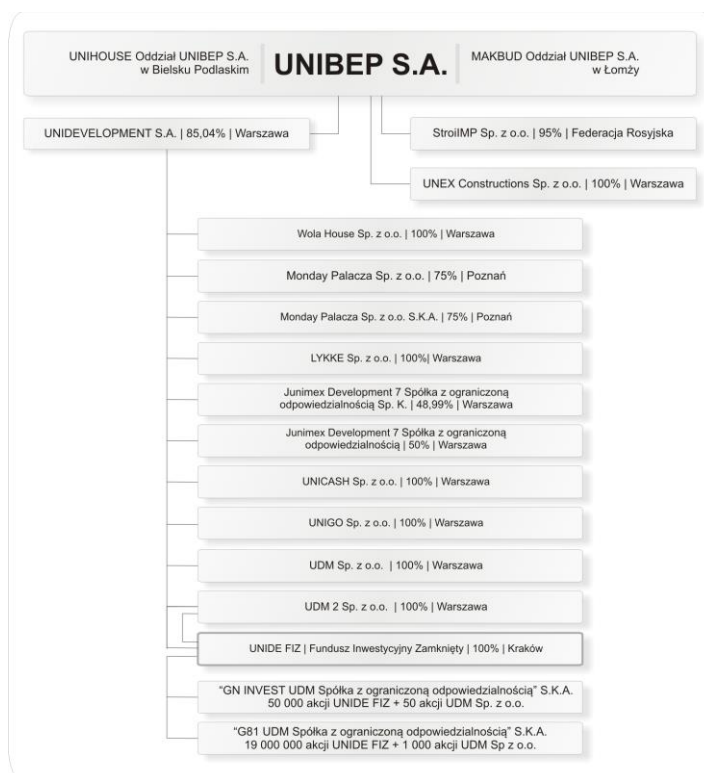 UNIHOUSE Oddział UNIBEP S.A.
w Bielsku Podlaskim
UNIBEP S.A.
MAKBUD Oddział UNIBEP S.A.
w Łomży
UNIDEVELOPMENT S.A. | 85,04% | Warszawa
StroiIMP Sp. z o.o. | 95% | Federacja Rosyjska
UNEX Constructions Sp. z o.o. | 100% | Warszawa
Wola House Sp. z o.o. | 100% | Warszawa
Monday Palacza Sp. z o.o. | 75% | Poznań
Monday Palacza Sp. z o.o. S.K.A. | 75% | Poznań
LYKKE Sp. z o.o. | 100%| Warszawa
Junimex Development 7 Spółka z ograniczoną
odpowiedzialnością Sp. K. | 48,99% | Warszawa
Junimex Development 7 Spółka z ograniczoną
odpowiedzialnością | 50% | Warszawa
UNICASH Sp. z o.o. | 100% | Warszawa
UNIGO Sp. z o.o. | 100% | Warszawa
UDM Sp. z o.o. | 100% | Warszawa
UDM 2 Sp. z o.o. | 100% | Warszawa
UNIDE FIZ | Fundusz Inwestycyjny Zamknięty | 100% | Kraków
“GN INVEST UDM Spółka z ograniczoną odpowiedzialnością” S.K.A.
50 000 akcji UNIDE FIZ + 50 akcji UDM Sp. z o.o.
“G81 UDM Spółka z ograniczoną odpowiedzialnością” S.K.A.
19 000 000 akcji UNIDE FIZ + 1 000 akcji UDM Sp z o.o.